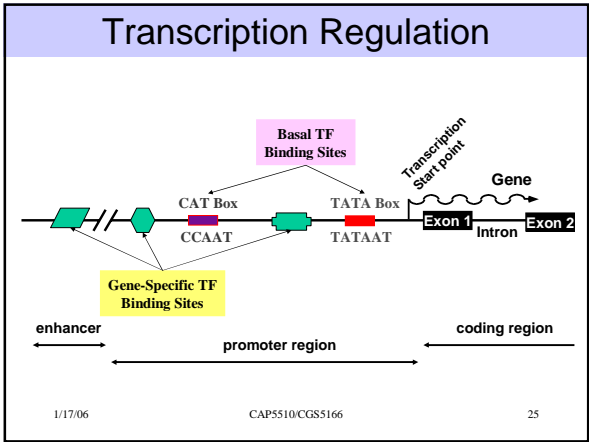 Transcription Regulation
Basal TF
Binding Sites
Transcription
Start point
Gene
CAT Box
TATA Box
Exon 1
Exon 2
CCAAT
TATAAT
Intron
Gene-Specific TF
Binding Sites
enhancer
coding region
promoter region
1/17/06
CAP5510/CGS5166
25